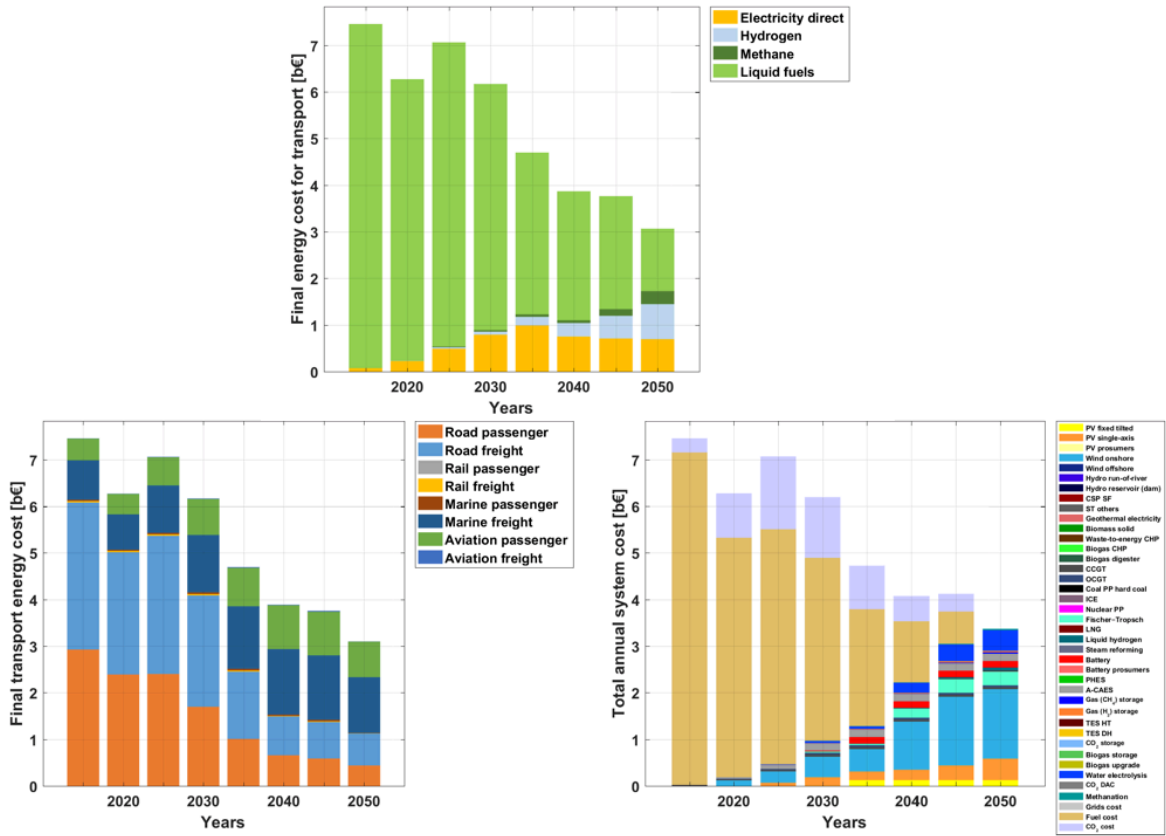 Final energy cost for transport [b€]
7
6
5
4
3
2
1
0
2020
2030
2040
2050
Years
Electricity direct
Hydrogen
Methane
Liquid fuels
Final transport energy cost [b€]
7
6
5
4
3
2
1
0
2020
2030
2040
2050
Years
Road passenger
Road freight
Rail passenger
Rail freight
Marine passenger
Marine freight
Aviation passenger
Aviation freight
Total annual system cost [b€]
7
6
5
4
3
2
1
0
2020
2030
2040
2050
Years
PV fixed tilted
PV single-axis
PV prosumers
Wind onshore
Wind offshore
Hydro run-of-river
Hydro reservoir (dam)
CSP SF
ST others
Geothermal electricity
Biomass solid
Waste-to-energy CHP
Biogas CHP
Biogas digester
CCGT
OCGT
Coal PP hard coal
ICE
Nuclear PP
Fischer-Tropsch
LNG
Liquid hydrogen
Steam reforming
Battery
Battery prosumers
PHES
A-CAES
Gas (CH₄) storage
Gas (H₂) storage
TES HT
TES DH
CO₂ storage
Biogas storage
Biogas upgrade
Water electrolysis
CO₂ DAC
Methanation
Grids cost
Fuel cost
CO₂ cost